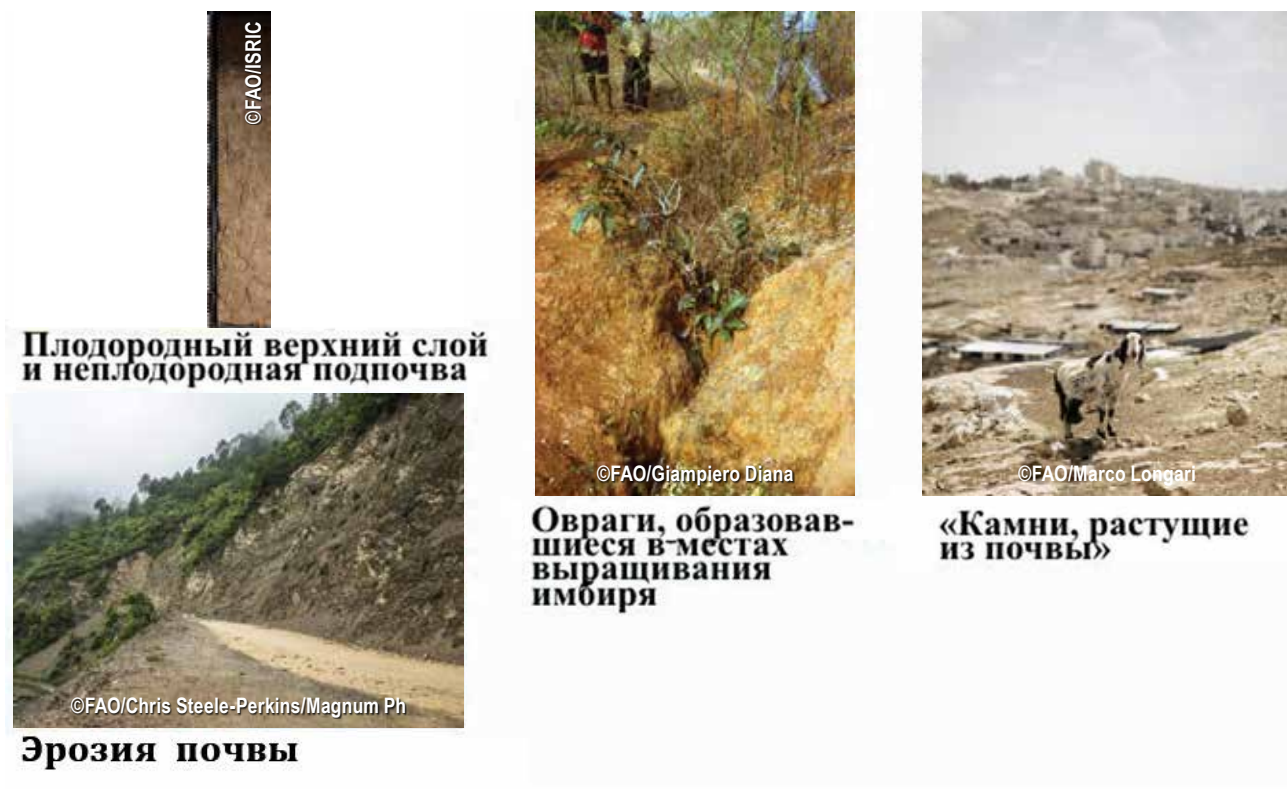 ©FAO/ISRIC
Плодородный верхний слой
и неплодородная подпочва
©FAO/Chris Steele-Perkins/Magnum Ph
Эрозия почвы
©FAO/Giampiero Diana
Овраги, образовав-
шиеся в местах
выращивания
имбиря
©FAO/Marco Longari
«Камни, растущие
из почвы»